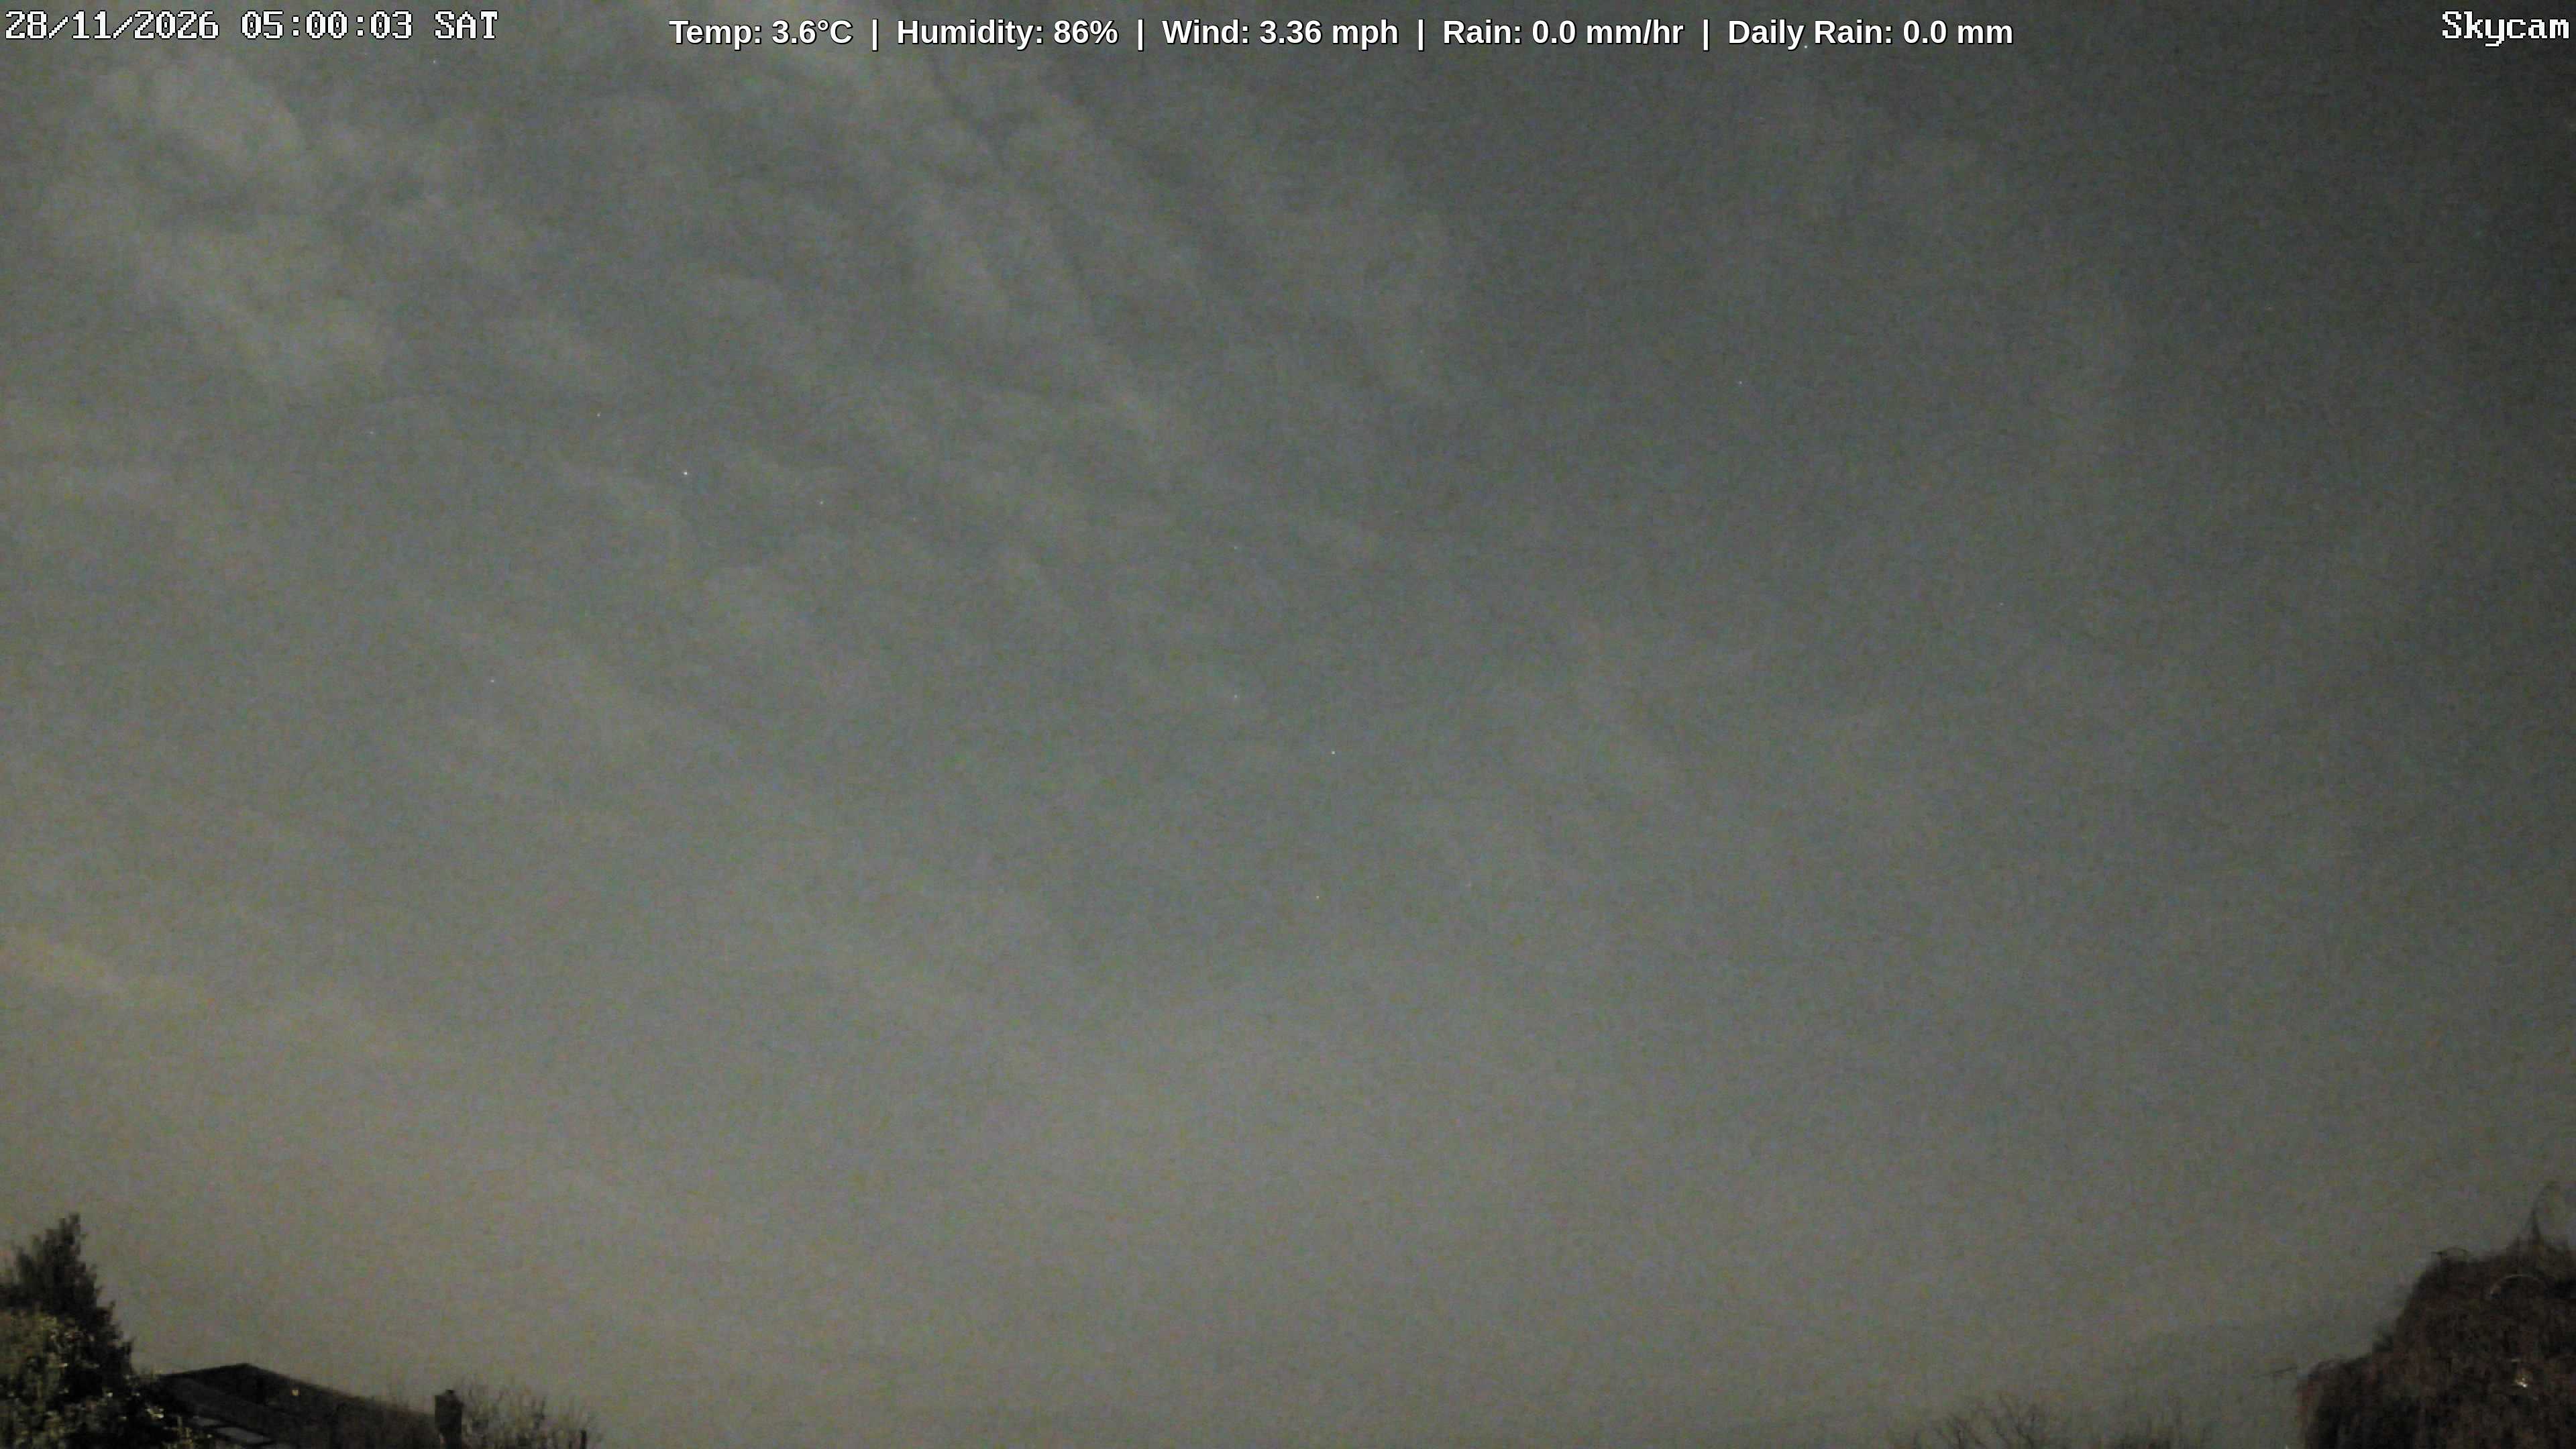 28/11/2026 05:00:03 SAT
Temp: 3.6°C | Humidity: 86% | Wind: 3.36 mph | Rain: 0.0 mm/hr | Daily Rain: 0.0 mm
Skycam